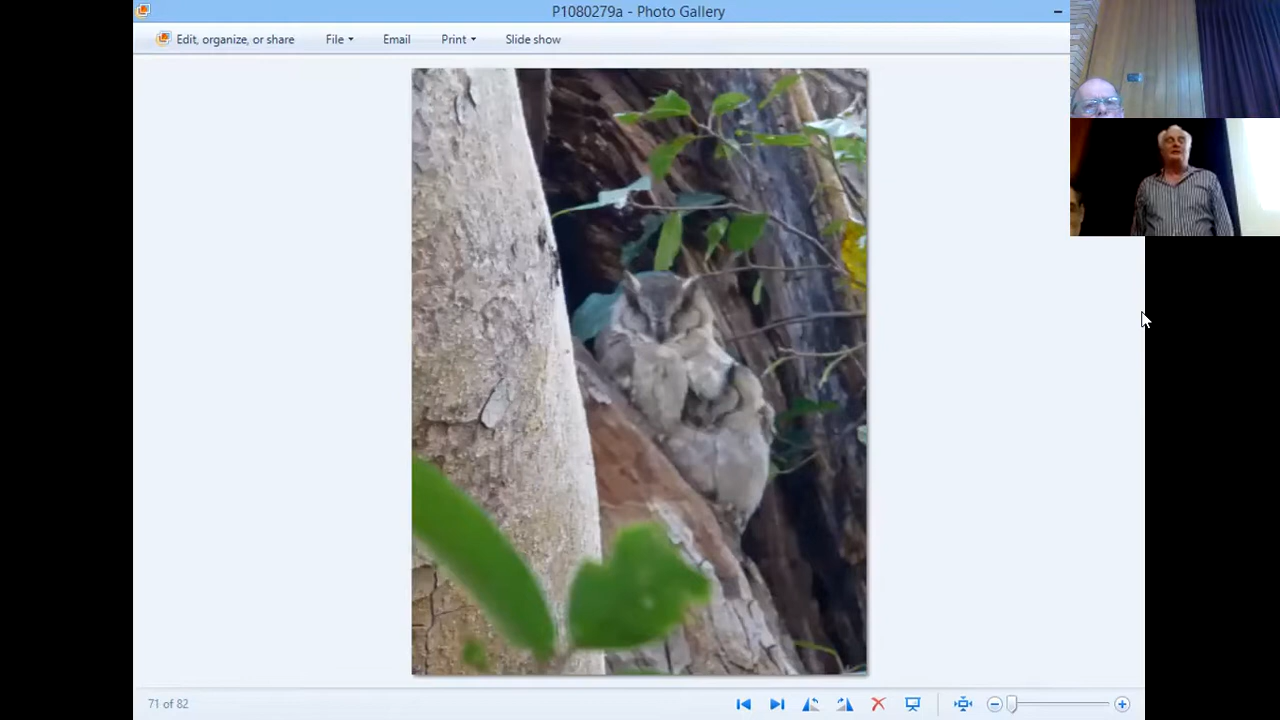 P1080279a - Photo Gallery
Edit, organize, or share File Email Print Slide show
71 of 82